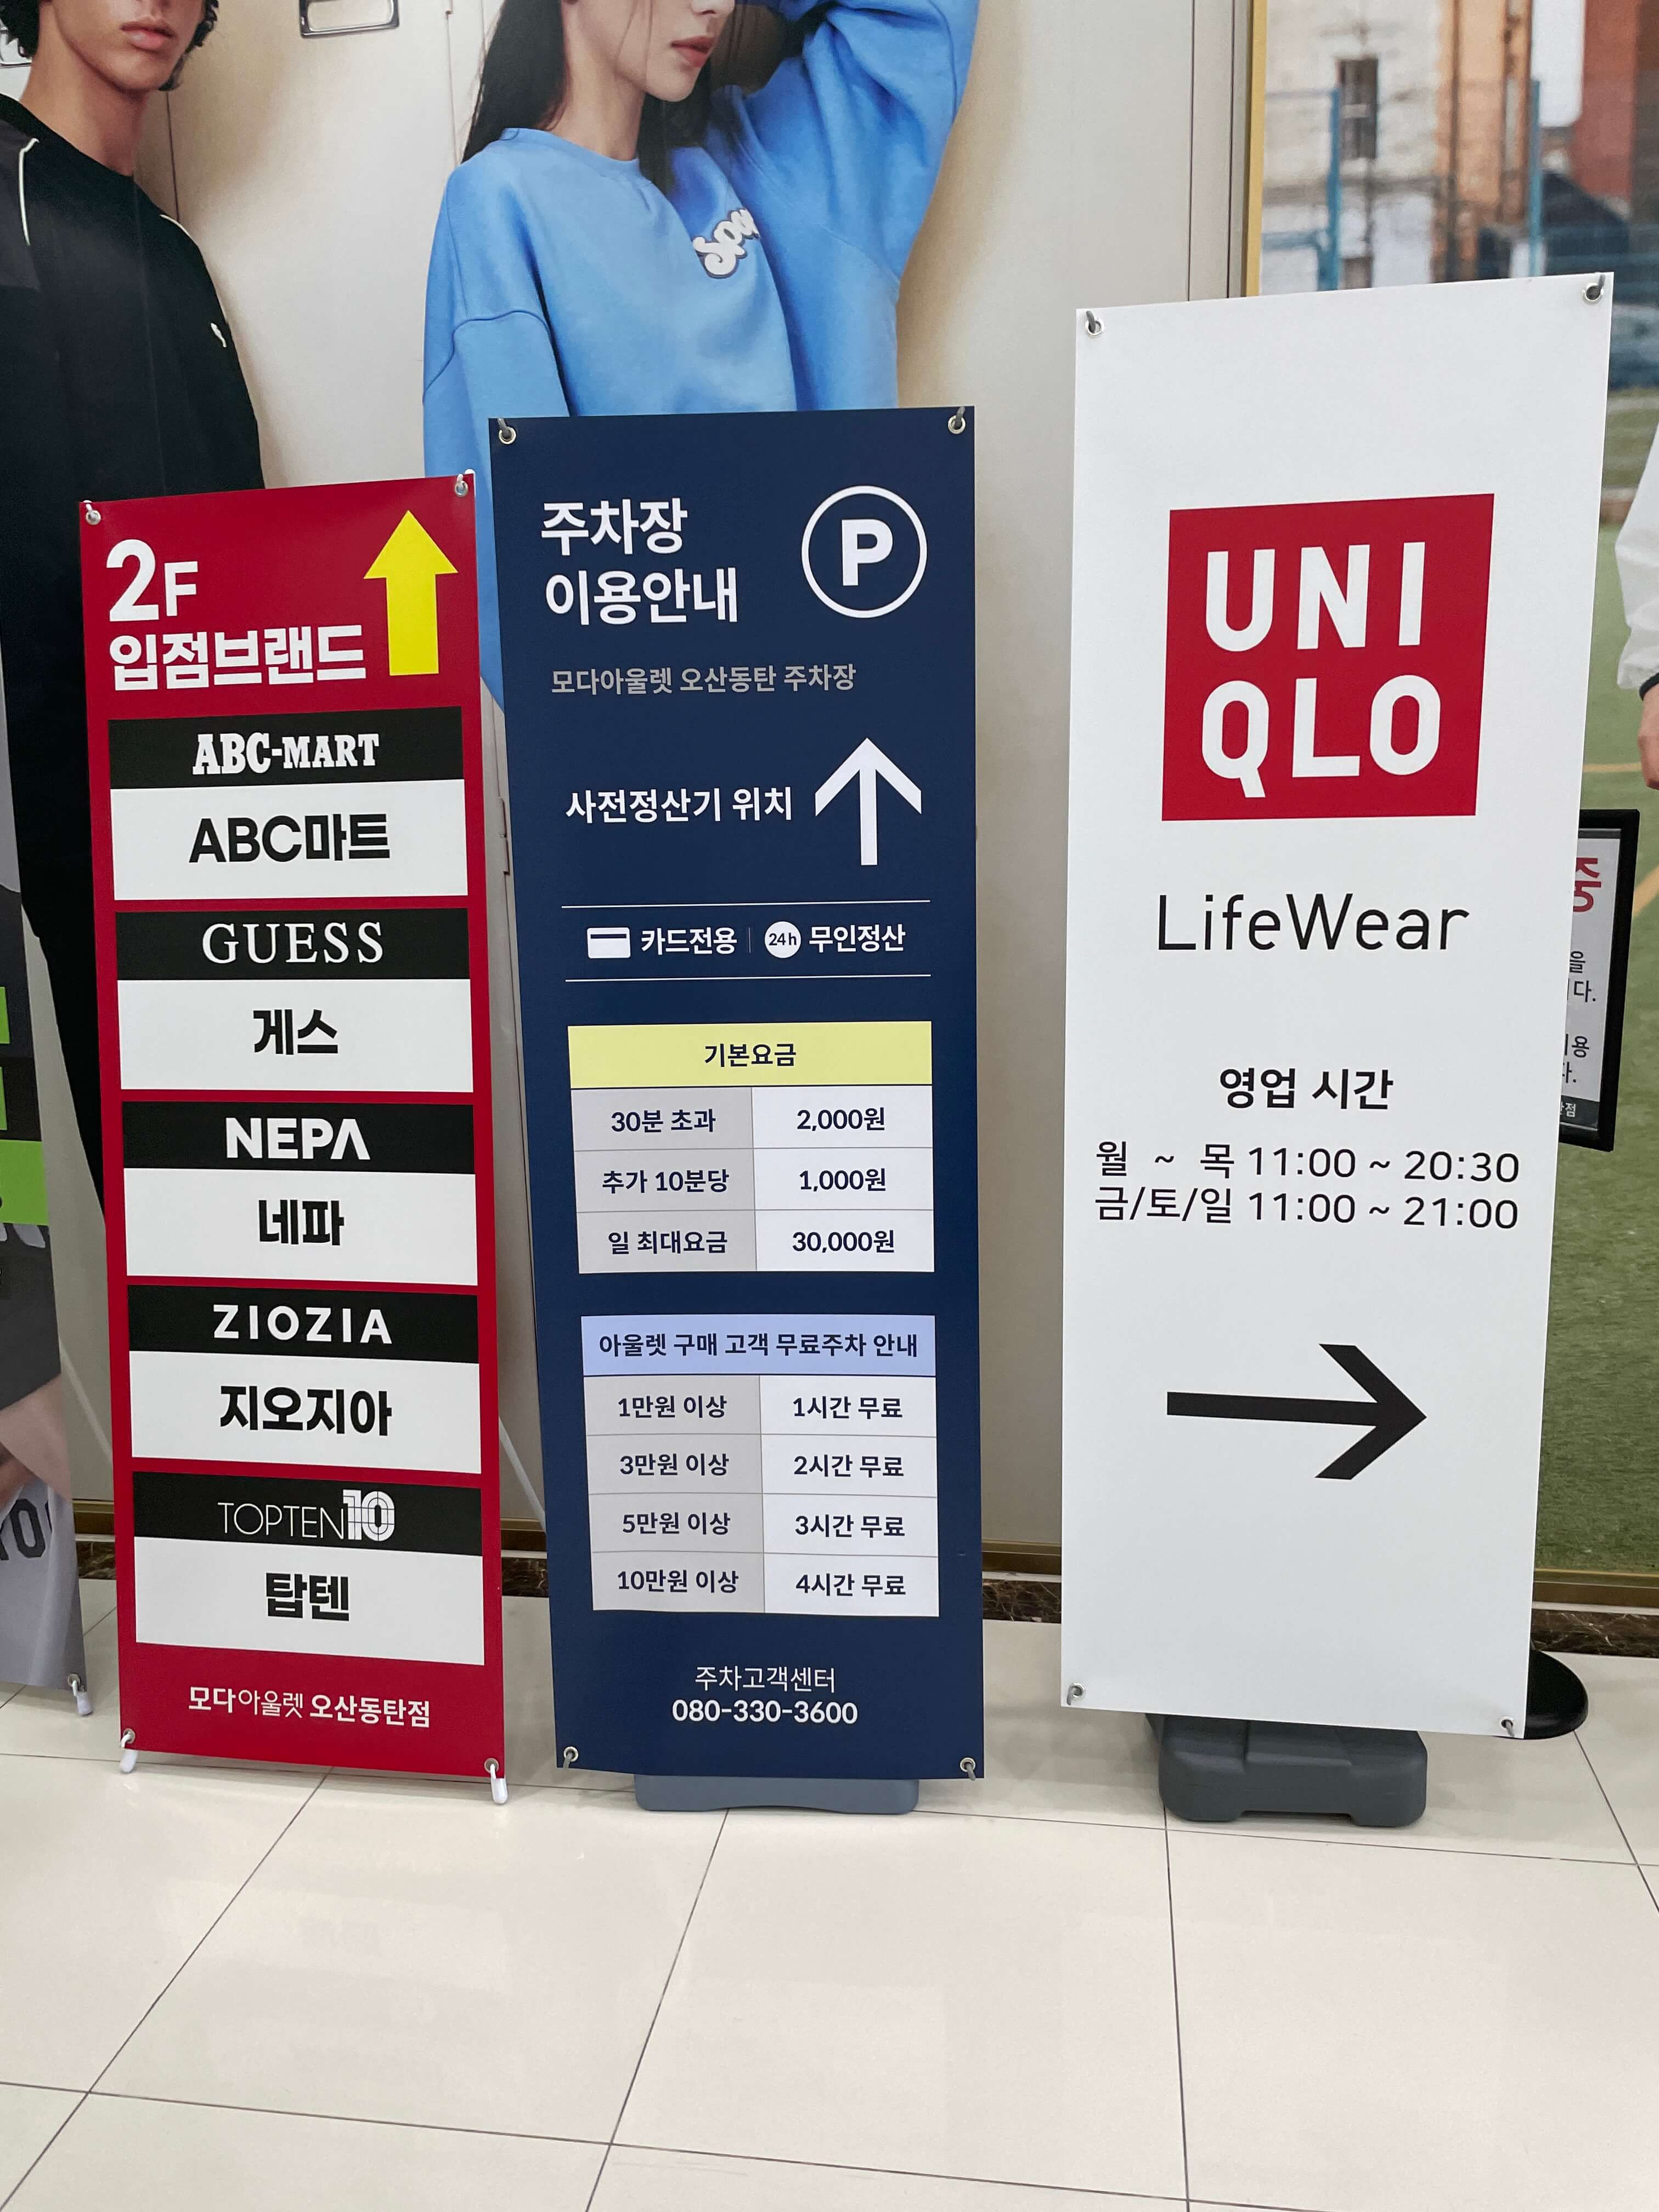 2F
입점브랜드
ABC-MART
ABC마트
GUESS
게스
NEPA
네파
ZIOZIA
지오지아
TOPTEN10
탑텐
모다아울렛 오산동탄점
주차장
이용안내
P
모다아울렛 오산동탄 주차장
사전정산기 위치
카드전용 | 24h 무인정산
기본요금
30분 초과 2,000원
추가 10분당 1,000원
일 최대요금 30,000원
아울렛 구매 고객 무료주차 안내
1만원 이상 1시간 무료
3만원 이상 2시간 무료
5만원 이상 3시간 무료
10만원 이상 4시간 무료
주차고객센터
080-330-3600
UNI
QLO
LifeWear
영업 시간
월 ~ 목 11:00 ~ 20:30
금/토/일 11:00 ~ 21:00
중
을
다.
용